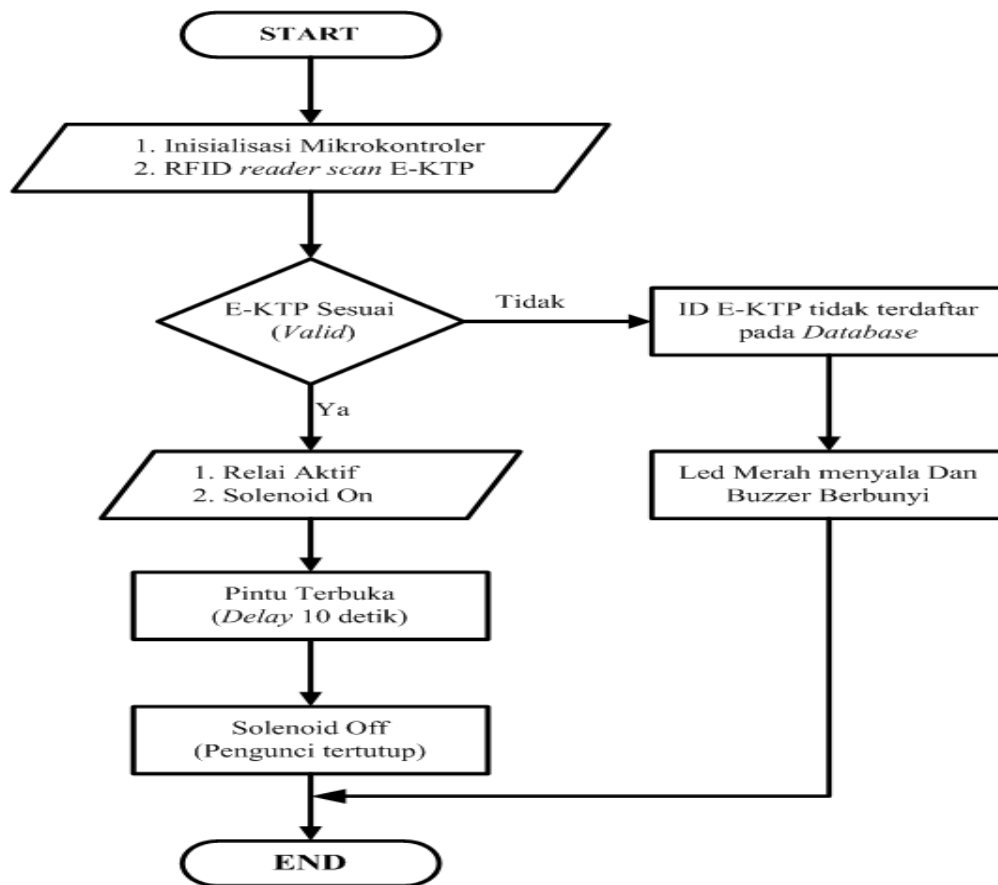 START
1. Inisialisasi Mikrokontroler
2. RFID reader scan E-KTP
E-KTP Sesuai
(Valid)
Tidak
ID E-KTP tidak terdaftar
pada Database
Ya
1. Relai Aktif
2. Solenoid On
Led Merah menyala Dan
Buzzer Berbunyi
Pintu Terbuka
(Delay 10 detik)
Solenoid Off
(Pengunci tertutup)
END